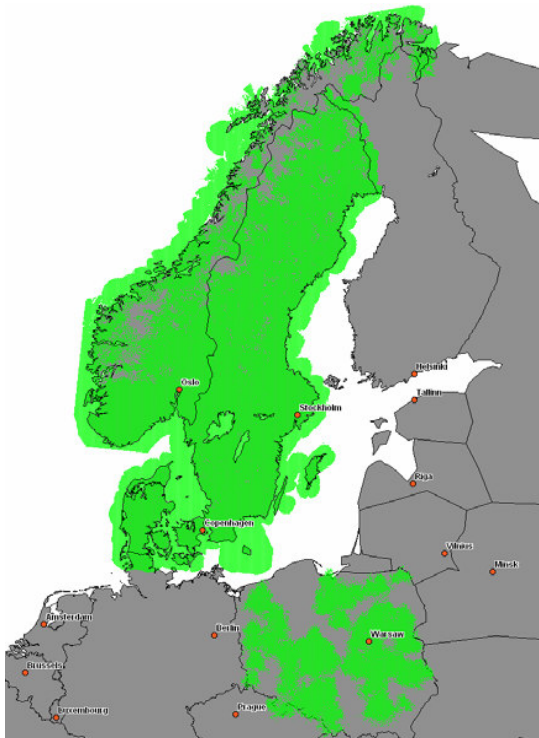 Oslo
Helsinki
Tallinn
Stockholm
Riga
Copenhagen
Vilnius
Minsk
Amsterdam
Berlin
Warsaw
Brussels
Luxembourg
Prague